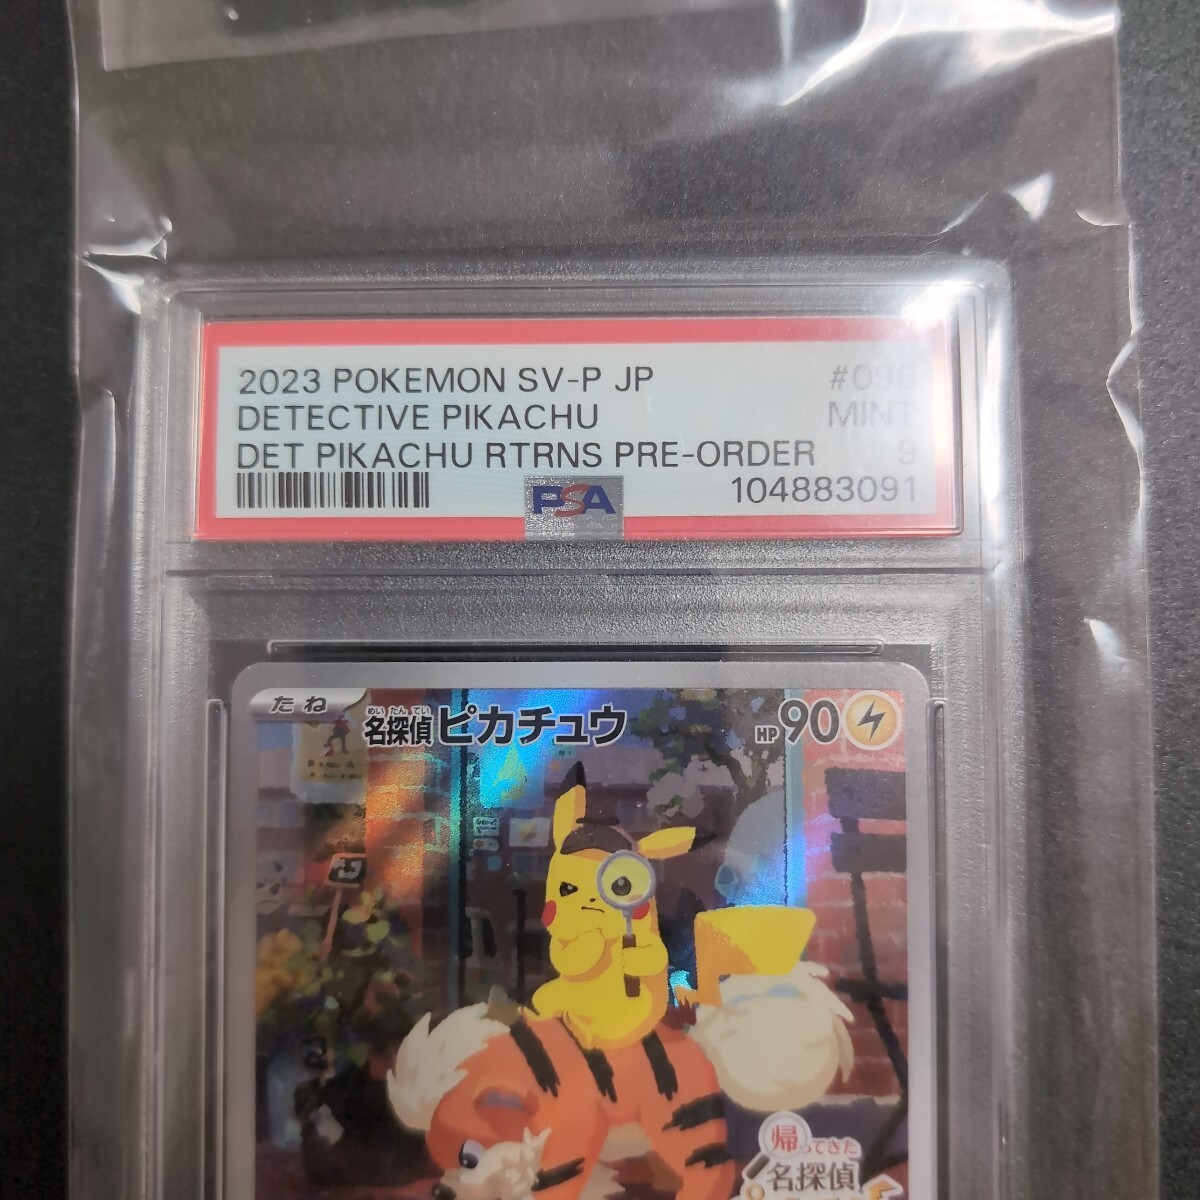 2023 POKEMON SV-P JP #098
DETECTIVE PIKACHU MINT
DET PIKACHU RTRNS PRE-ORDER 9
PSA 104883091
たね
めいたんてい
名探偵ピカチュウ HP90
帰ってきた
名探偵